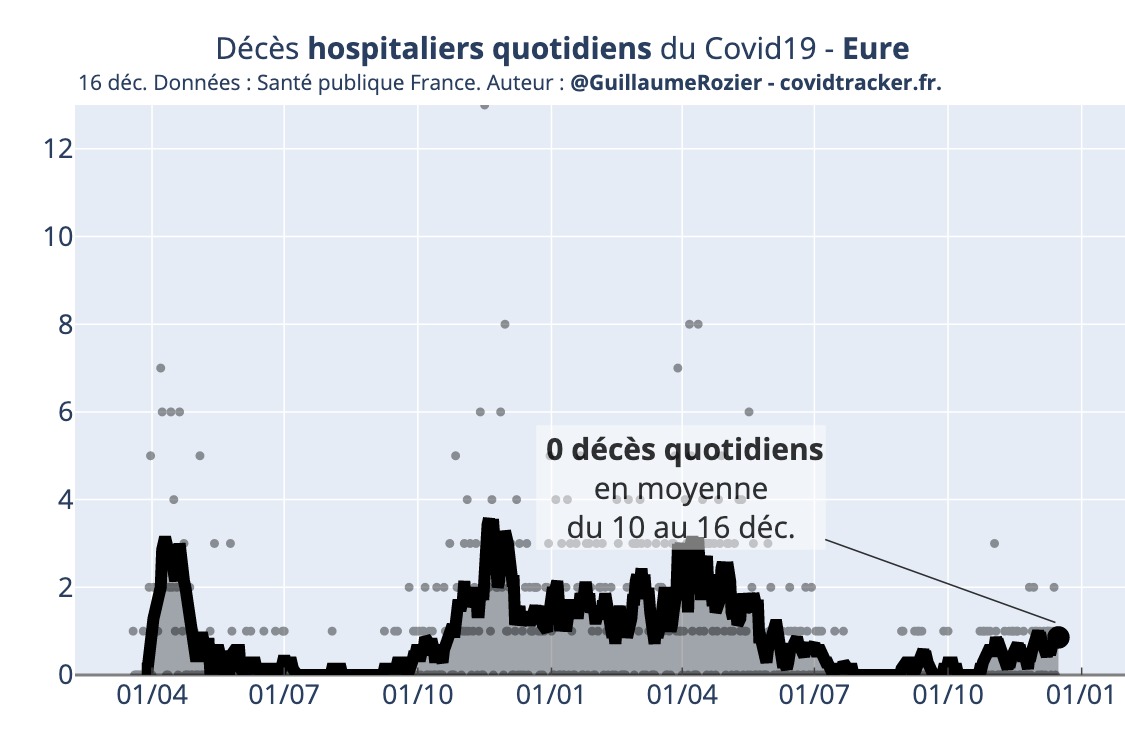 Décès hospitaliers quotidiens du Covid19 - Eure
16 déc. Données : Santé publique France. Auteur : @GuillaumeRozier - covidtracker.fr.
12
10
8
6
4
2
0
0 décès quotidiens
en moyenne
du 10 au 16 déc.
01/04 01/07 01/10 01/01 01/04 01/07 01/10 01/01